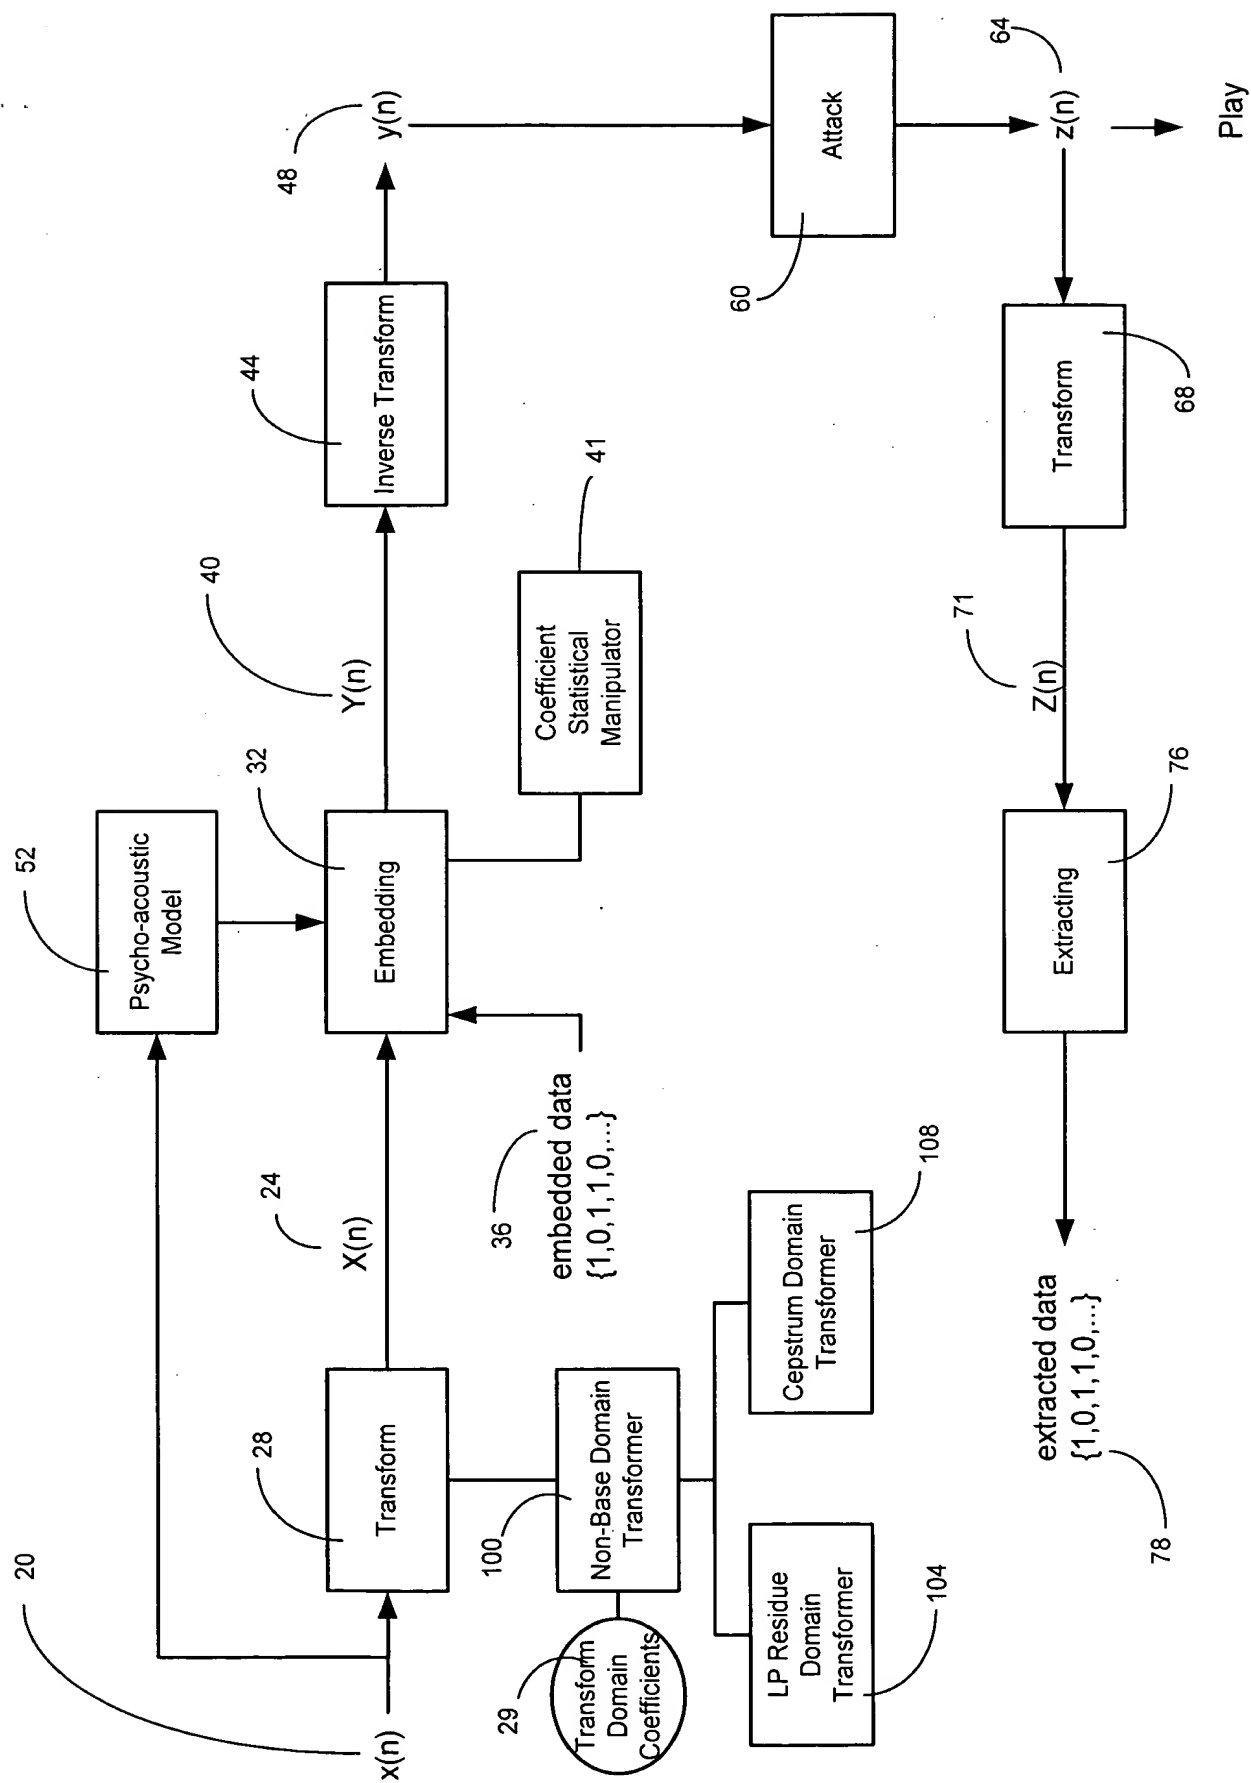 20
52
Psycho-acoustic
Model
x(n)
28
Transform
24
X(n)
32
Embedding
40
Y(n)
44
Inverse Transform
48
y(n)
29
Transform
Domain
Coefficients
100
Non-Base Domain
Transformer
36
embedded data
{1,0,1,1,0,...}
Coefficient
Statistical
Manipulator
41
LP Residue
Domain
Transformer
104
Cepstrum Domain
Transformer
108
60
Attack
78
extracted data
{1,0,1,1,0,...}
Extracting
76
71
Z(n)
Transform
68
z(n)
64
Play